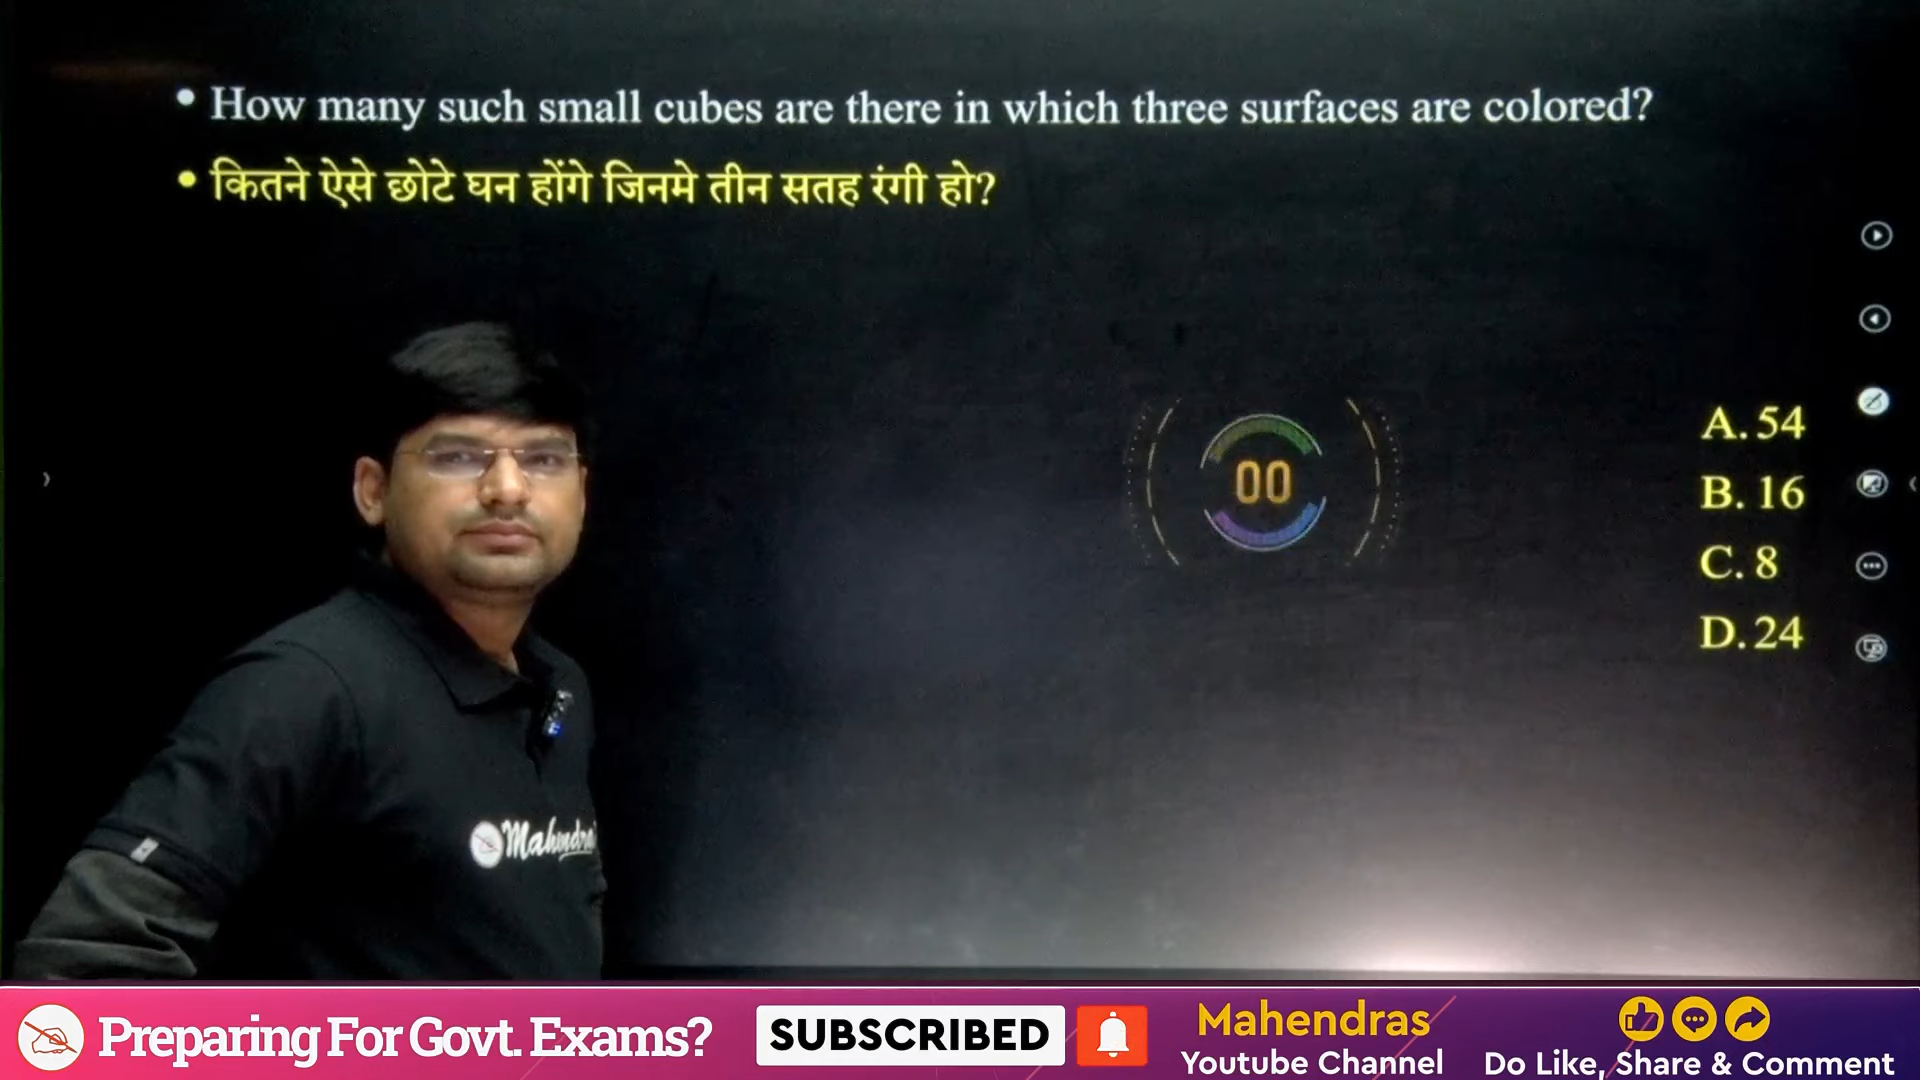 • How many such small cubes are there in which three surfaces are colored?
• कितने ऐसे छोटे घन होंगे जिनमे तीन सतह रंगी हो?
00
A. 54
B. 16
C. 8
D. 24
Mahendra
Preparing For Govt. Exams?
SUBSCRIBED
Mahendras
Youtube Channel
Do Like, Share & Comment